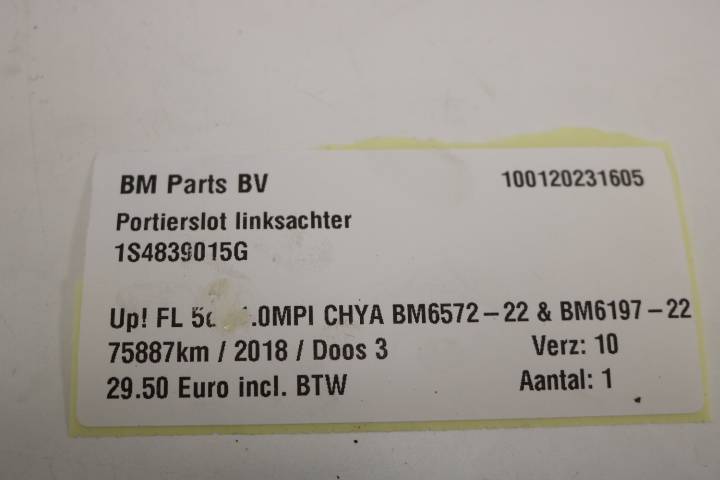 BM Parts BV 100120231605
Portierslot linksachter
1S4839015G
Up! FL .0MPI CHYA BM6572-22 & BM6197-22
75887km / 2018 / Doos 3 Verz: 10
29.50 Euro incl. BTW Aantal: 1